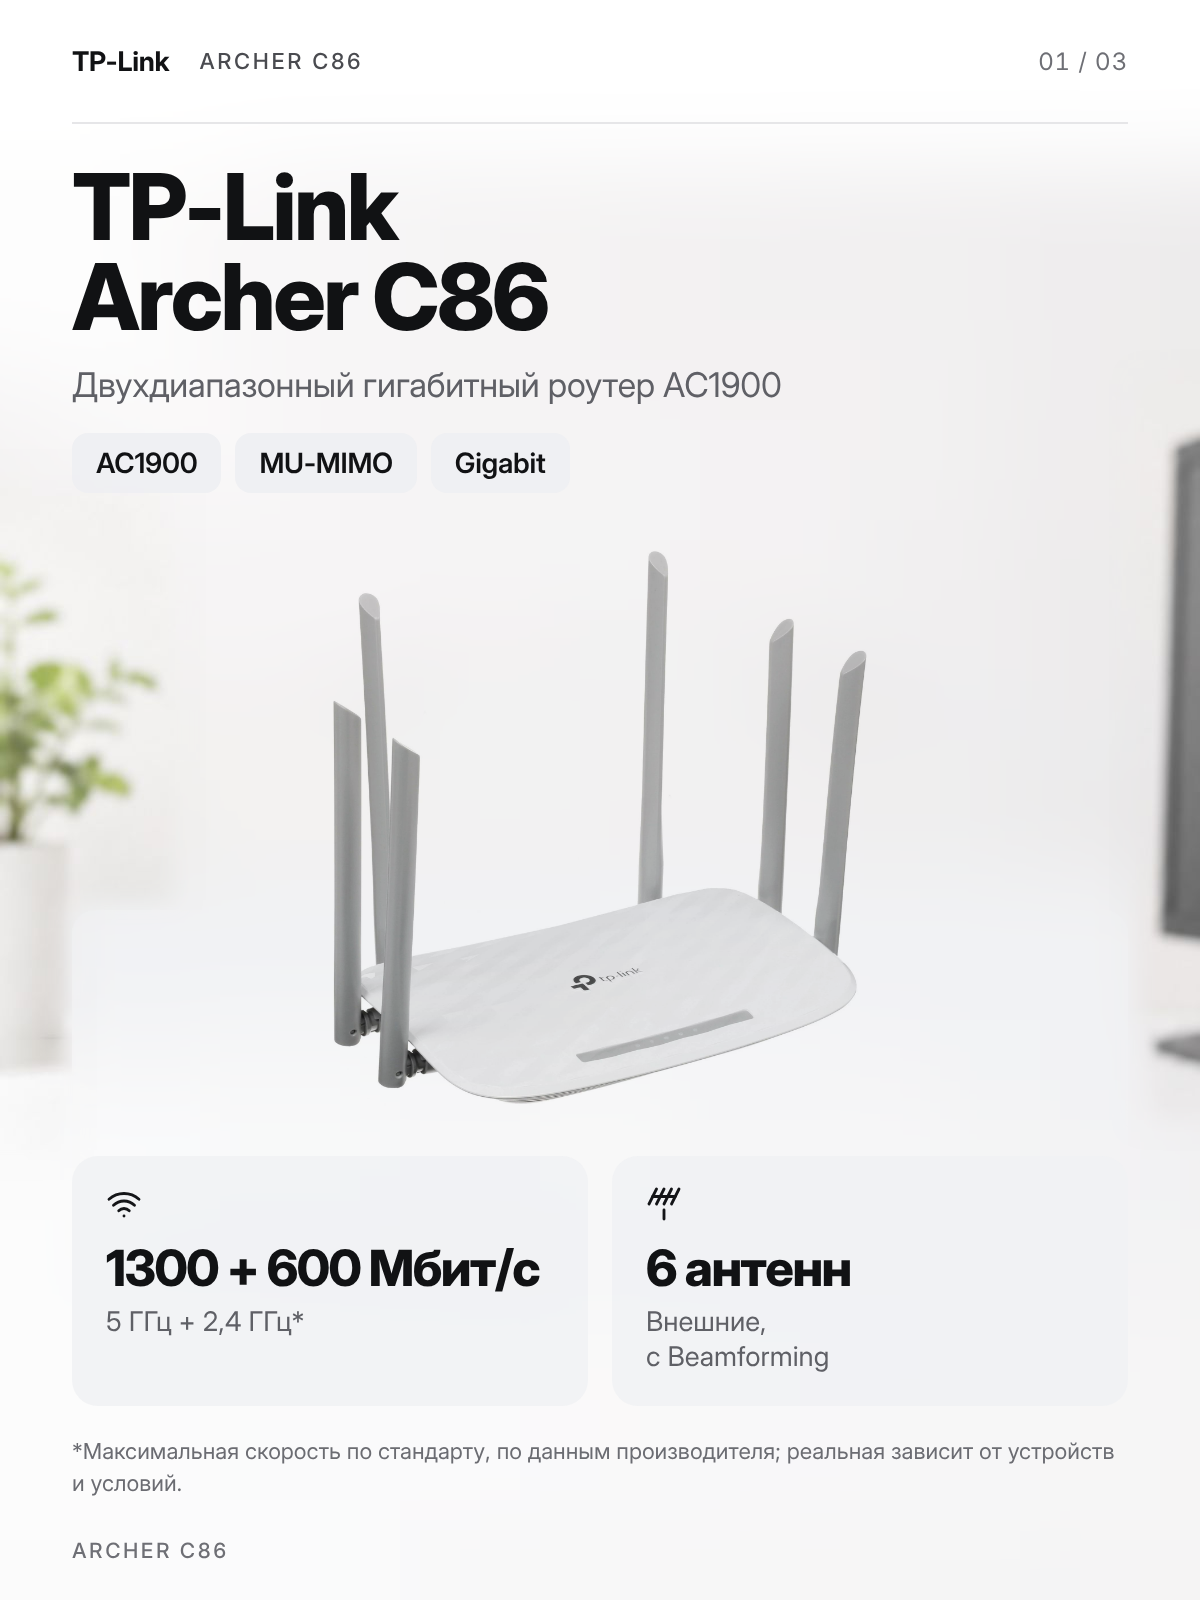 TP-Link ARCHER C86 01 / 03
TP-Link
Archer C86
Двухдиапазонный гигабитный роутер AC1900
AC1900 MU-MIMO Gigabit
tp-link
1300 + 600 Мбит/с
5 ГГц + 2,4 ГГц*
6 антенн
Внешние,
с Beamforming
*Максимальная скорость по стандарту, по данным производителя; реальная зависит от устройств
и условий.
ARCHER C86